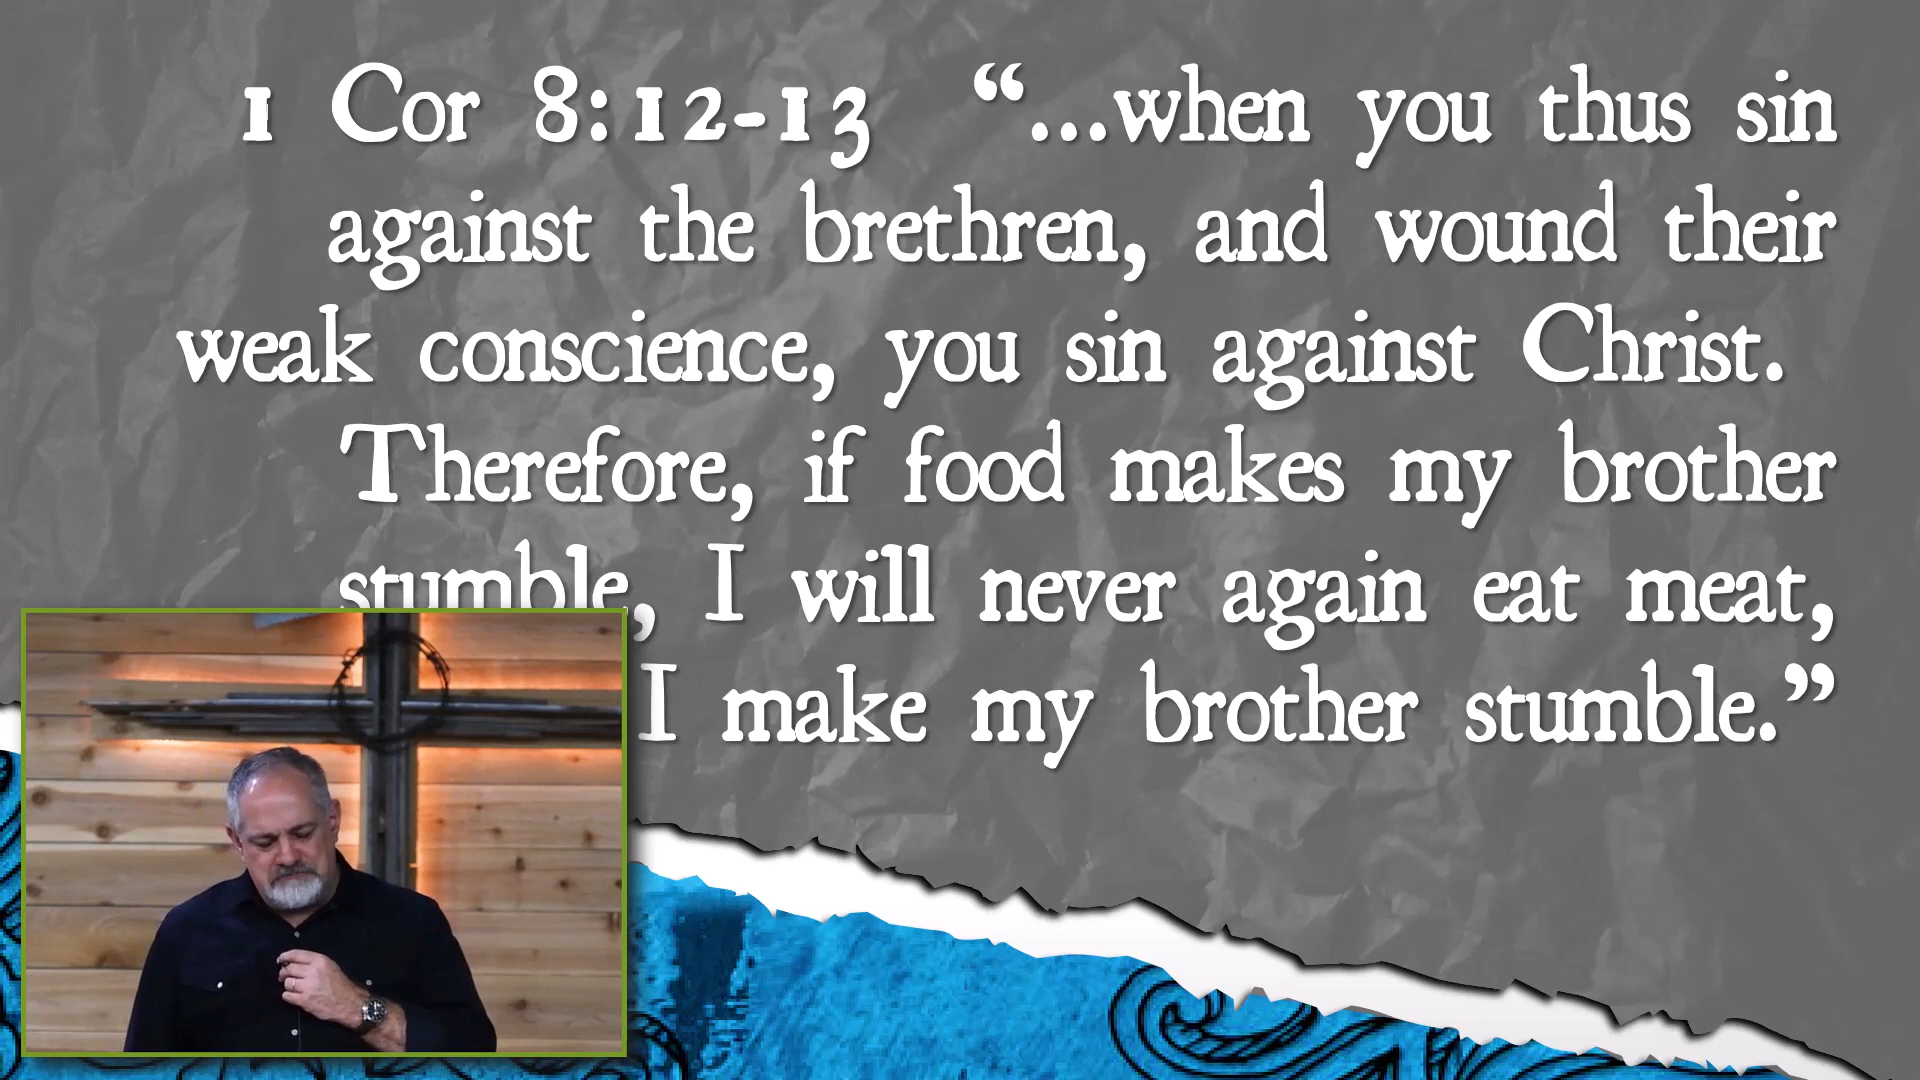 1 Cor 8:12-13 “...when you thus sin
against the brethren, and wound their
weak conscience, you sin against Christ.
Therefore, if food makes my brother
stumble, I will never again eat meat,
I make my brother stumble.”